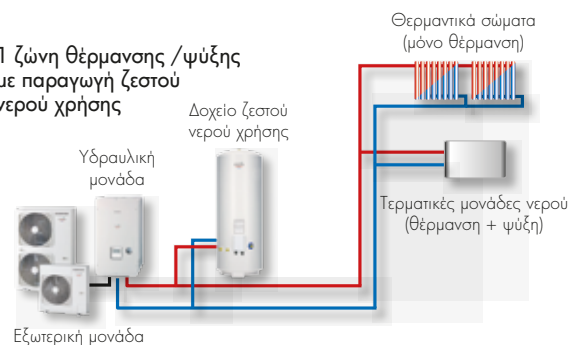 1 ζώνη θέρμανσης /ψύξης
με παραγωγή ζεστού
νερού χρήσης
Θερμαντικά σώματα
(μόνο θέρμανση)
Δοχείο ζεστού
νερού χρήσης
Υδραυλική
μονάδα
Τερματικές μονάδες νερού
(θέρμανση + ψύξη)
Εξωτερική μονάδα